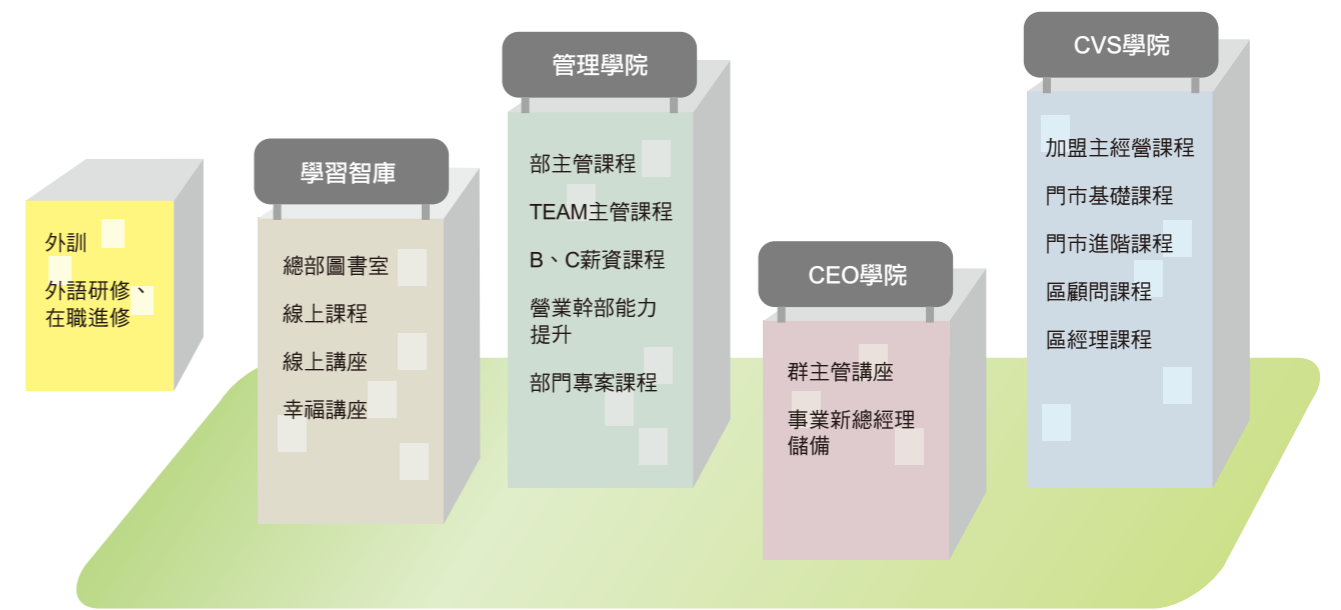 外訓
外語研修、
在職進修
學習智庫
總部圖書室
線上課程
線上講座
幸福講座
管理學院
部主管課程
TEAM主管課程
B、C薪資課程
營業幹部能力
提升
部門專案課程
CEO學院
群主管講座
事業新總經理
儲備
CVS學院
加盟主經營課程
門市基礎課程
門市進階課程
區顧問課程
區經理課程